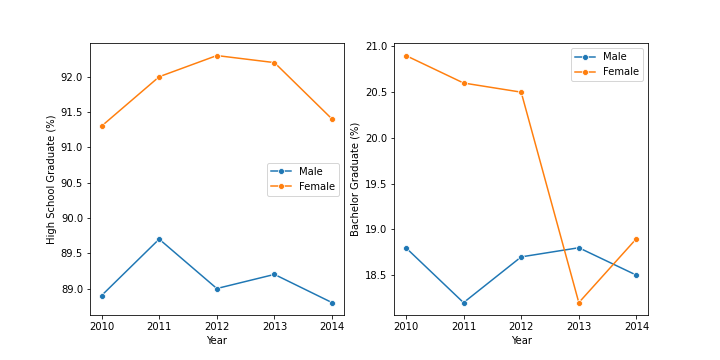 High School Graduate (%)
92.0
91.5
91.0
90.5
90.0
89.5
89.0
Male
Female
2010 2011 2012 2013 2014
Year
Bachelor Graduate (%)
21.0
20.5
20.0
19.5
19.0
18.5
Male
Female
2010 2011 2012 2013 2014
Year